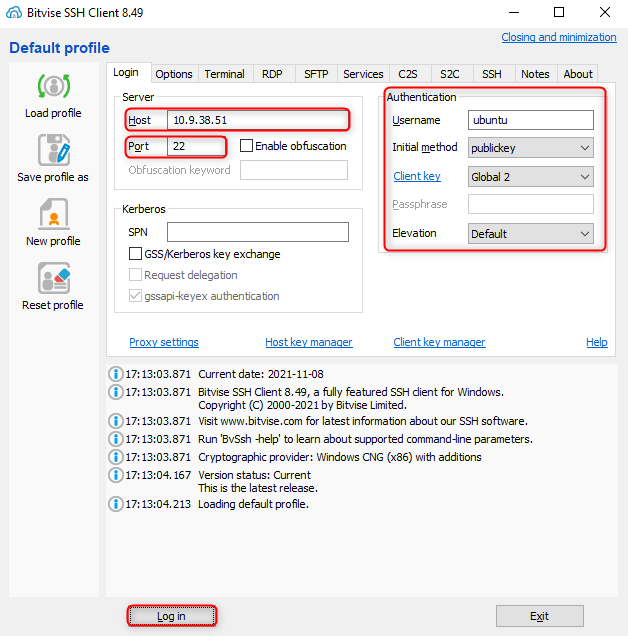 Bitvise SSH Client 8.49
Closing and minimization
Default profile
Load profile
Save profile as
New profile
Reset profile
Login Options Terminal RDP SFTP Services C2S S2C SSH Notes About
Server
Host 10.9.38.51
Port 22 Enable obfuscation
Obfuscation keyword
Kerberos
SPN
GSS/Kerberos key exchange
Request delegation
gssapi-keyex authentication
Authentication
Username ubuntu
Initial method publickey
Client key Global 2
Passphrase
Elevation Default
Proxy settings Host key manager Client key manager Help
17:13:03.871 Current date: 2021-11-08
17:13:03.871 Bitvise SSH Client 8.49, a fully featured SSH client for Windows.
Copyright (C) 2000-2021 by Bitvise Limited.
17:13:03.871 Visit www.bitvise.com for latest information about our SSH software.
17:13:03.871 Run 'BvSsh -help' to learn about supported command-line parameters.
17:13:03.871 Cryptographic provider: Windows CNG (x86) with additions
17:13:04.167 Version status: Current
This is the latest release.
17:13:04.213 Loading default profile.
Log in Exit